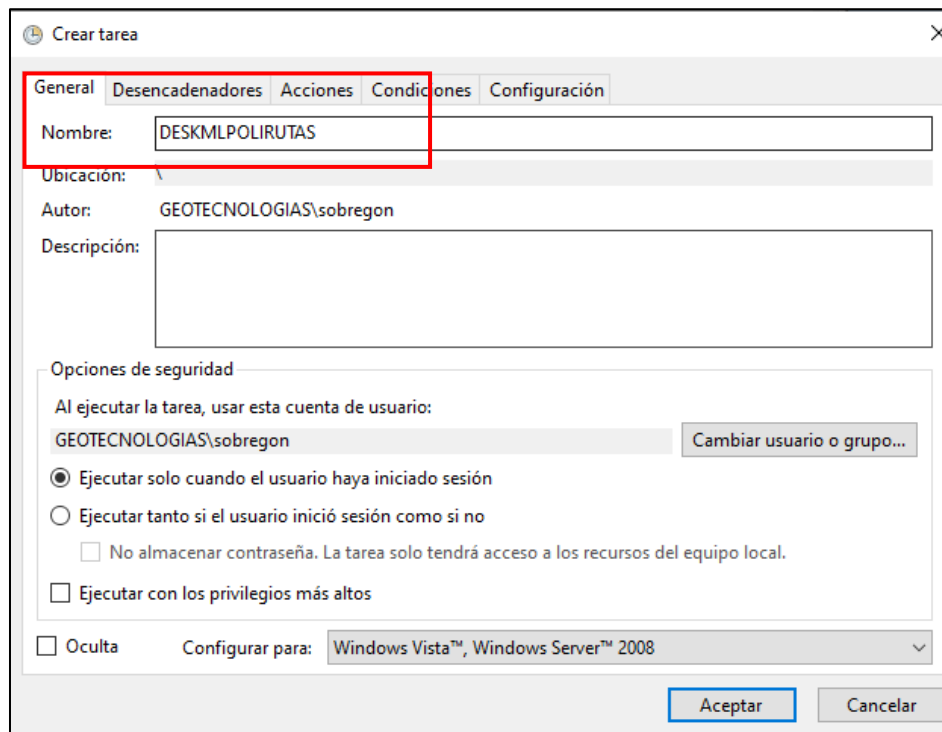 Crear tarea
General Desencadenadores Acciones Condiciones Configuración
Nombre: DESKMLPOLIRUTAS
Ubicación: \
Autor: GEOTECNOLOGIAS\sobregon
Descripción:
Opciones de seguridad
Al ejecutar la tarea, usar esta cuenta de usuario:
GEOTECNOLOGIAS\sobregon Cambiar usuario o grupo...
Ejecutar solo cuando el usuario haya iniciado sesión
Ejecutar tanto si el usuario inició sesión como si no
No almacenar contraseña. La tarea solo tendrá acceso a los recursos del equipo local.
Ejecutar con los privilegios más altos
Oculta Configurar para: Windows Vista™, Windows Server™ 2008
Aceptar Cancelar